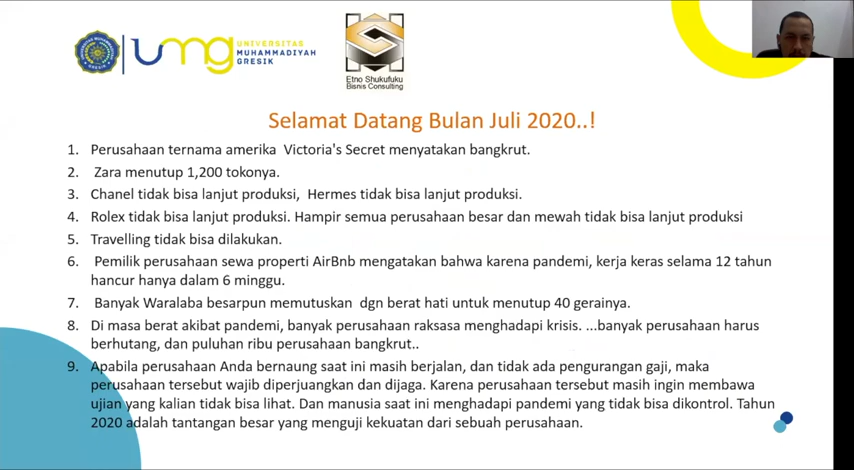 umg
UNIVERSITAS
MUHAMMADIYAH
GRESIK
Etno Shukufuku
Bisnis Consulting
Selamat Datang Bulan Juli 2020..!
1. Perusahaan ternama amerika Victoria's Secret menyatakan bangkrut.
2. Zara menutup 1,200 tokonya.
3. Chanel tidak bisa lanjut produksi, Hermes tidak bisa lanjut produksi.
4. Rolex tidak bisa lanjut produksi. Hampir semua perusahaan besar dan mewah tidak bisa lanjut produksi
5. Travelling tidak bisa dilakukan.
6. Pemilik perusahaan sewa properti AirBnb mengatakan bahwa karena pandemi, kerja keras selama 12 tahun
hancur hanya dalam 6 minggu.
7. Banyak Waralaba besarpun memutuskan dgn berat hati untuk menutup 40 gerainya.
8. Di masa berat akibat pandemi, banyak perusahaan raksasa menghadapi krisis. ...banyak perusahaan harus
berhutang, dan puluhan ribu perusahaan bangkrut..
9. Apabila perusahaan Anda bernaung saat ini masih berjalan, dan tidak ada pengurangan gaji, maka
perusahaan tersebut wajib diperjuangkan dan dijaga. Karena perusahaan tersebut masih ingin membawa
ujian yang kalian tidak bisa lihat. Dan manusia saat ini menghadapi pandemi yang tidak bisa dikontrol. Tahun
2020 adalah tantangan besar yang menguji kekuatan dari sebuah perusahaan.